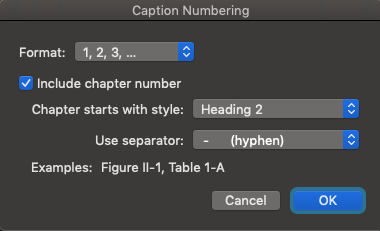 Caption Numbering
Format: 1, 2, 3, ...
Include chapter number
Chapter starts with style: Heading 2
Use separator: - (hyphen)
Examples: Figure II-1, Table 1-A
Cancel OK